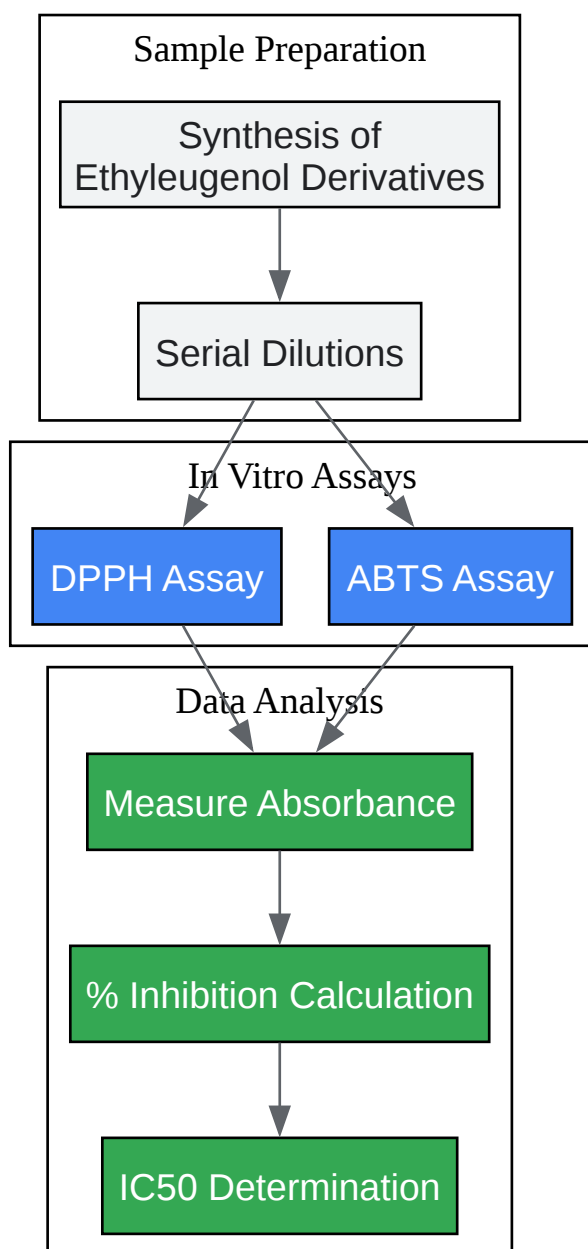 Sample Preparation
Synthesis of
Ethyleugenol Derivatives
Serial Dilutions
In Vitro Assays
DPPH Assay
ABTS Assay
Data Analysis
Measure Absorbance
% Inhibition Calculation
IC50 Determination